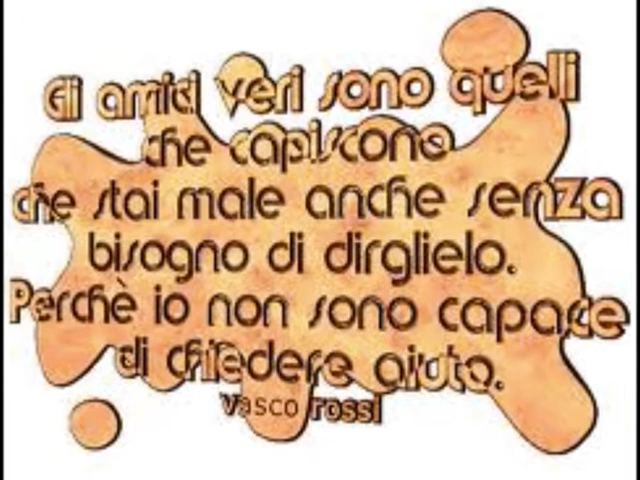 Gli amici veri sono quelli
che capiscono
che stai male anche senza
bisogno di dirglielo.
Perchè io non sono capace
di chiedere aiuto.
vasco rossi